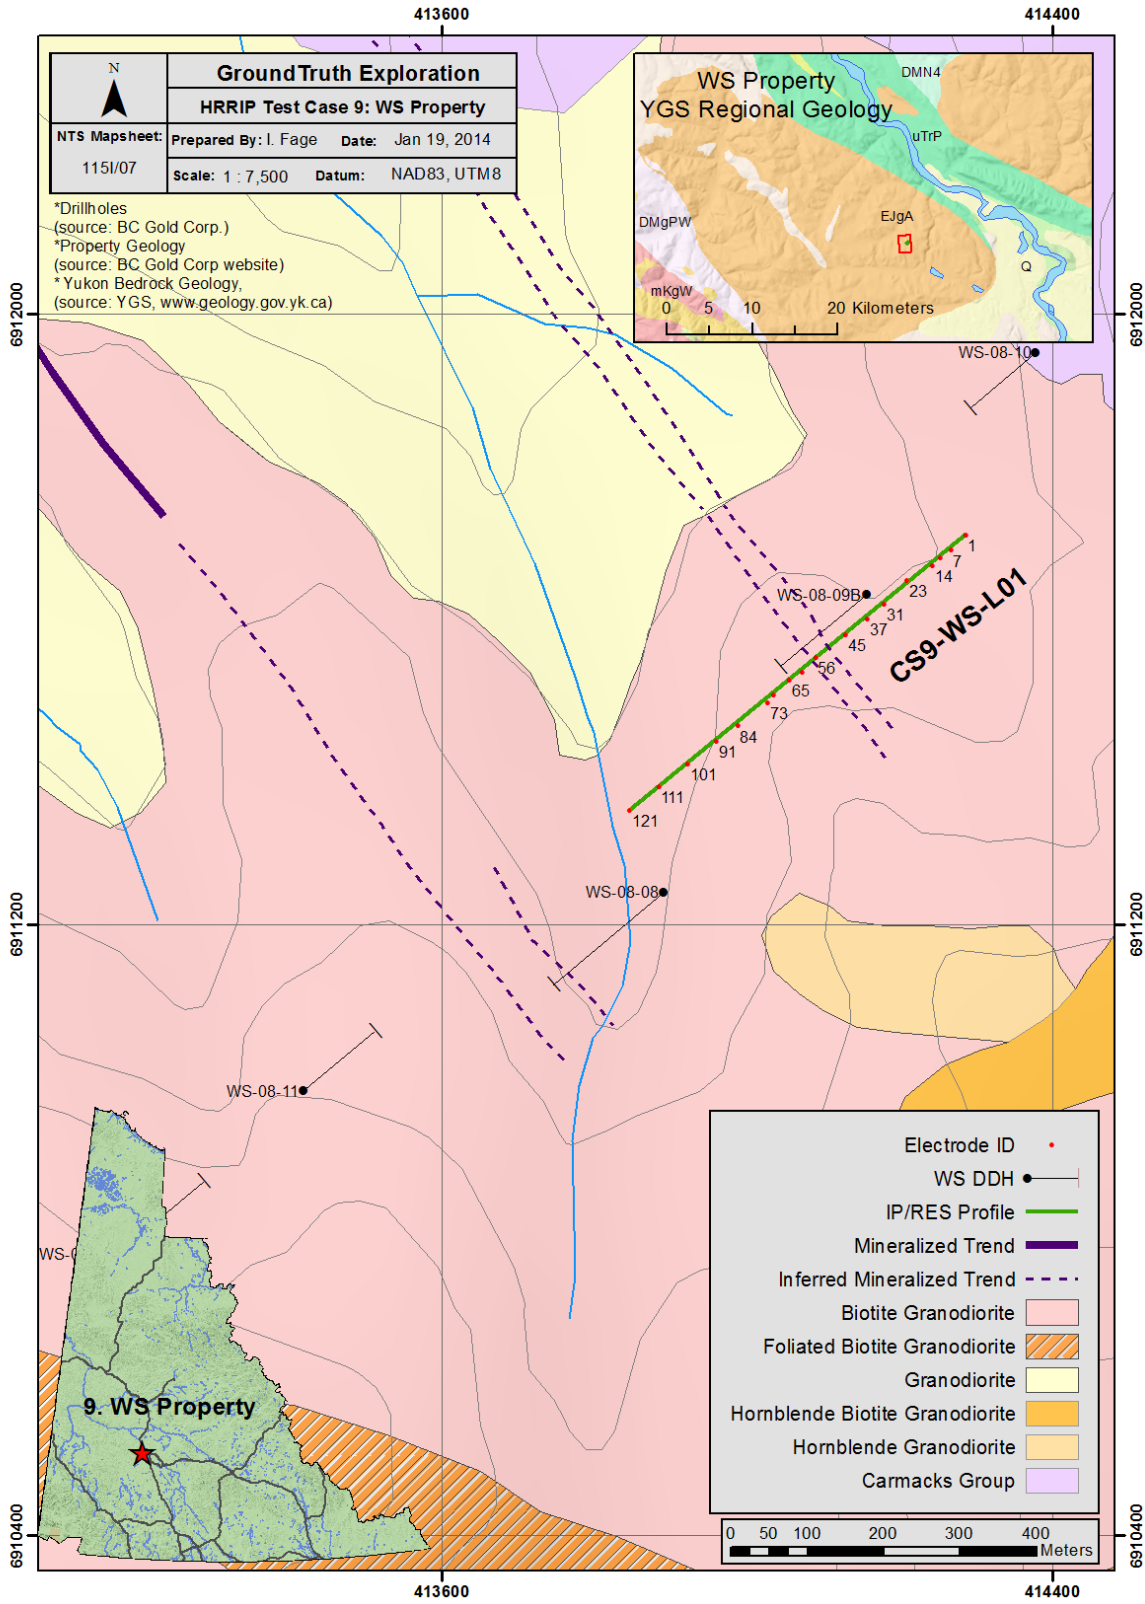 413600
414400
N
NTS Mapsheet:
115I/07
GroundTruth Exploration
HRRIP Test Case 9: WS Property
Prepared By: I. Fage Date: Jan 19, 2014
Scale: 1 : 7,500 Datum: NAD83, UTM8
*Drillholes
(source: BC Gold Corp.)
*Property Geology
(source: BC Gold Corp website)
* Yukon Bedrock Geology,
(source: YGS, www.geology.gov.yk.ca)
WS Property
YGS Regional Geology
DMN4
uTrP
DMgPW
EJgA
Q
mKgW
0 5 10 20 Kilometers
6912000
6912000
WS-08-10
1
7
14
23
WS-08-09B
31
37
45
56
65
73
84
91
101
111
121
CS9-WS-L01
WS-08-08
6911200
6911200
WS-08-11
WS-0
9. WS Property
Electrode ID
WS DDH
IP/RES Profile
Mineralized Trend
Inferred Mineralized Trend
Biotite Granodiorite
Foliated Biotite Granodiorite
Granodiorite
Hornblende Biotite Granodiorite
Hornblende Granodiorite
Carmacks Group
0 50 100 200 300 400
Meters
6910400
6910400
413600
414400